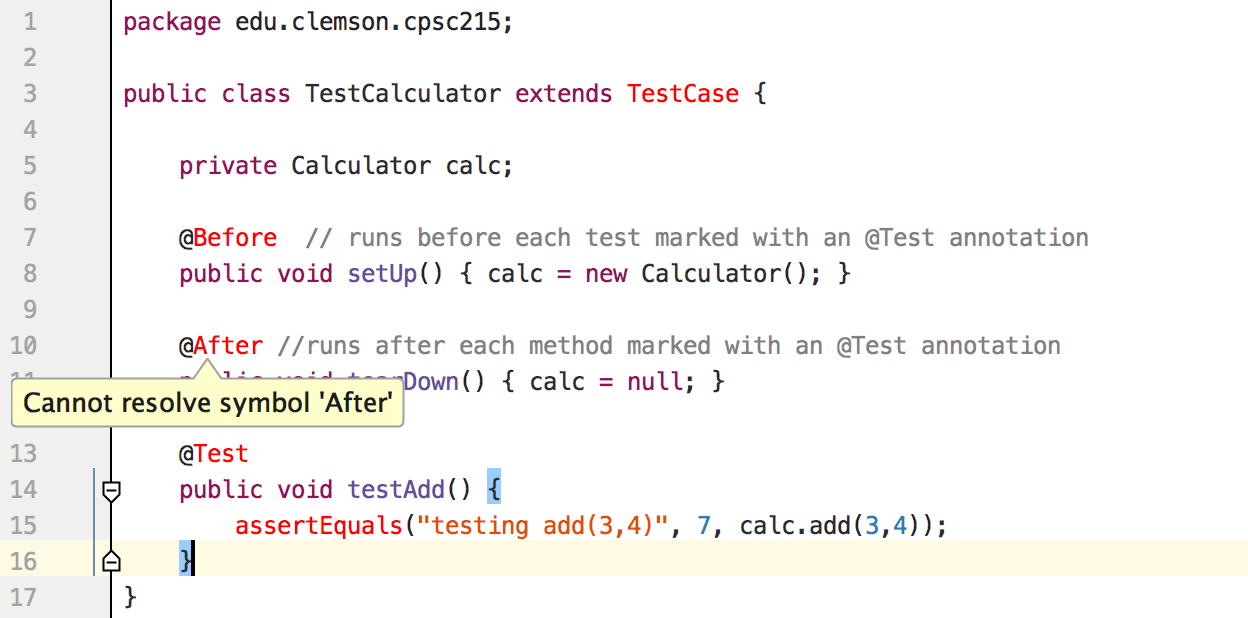 1 package edu.clemson.cpsc215;
2
3 public class TestCalculator extends TestCase {
4
5 private Calculator calc;
6
7 @Before // runs before each test marked with an @Test annotation
8 public void setUp() { calc = new Calculator(); }
9
10 @After //runs after each method marked with an @Test annotation
Down() { calc = null; }
Cannot resolve symbol 'After'
13 @Test
14 public void testAdd() {
15 assertEquals("testing add(3,4)", 7, calc.add(3,4));
16 }
17 }